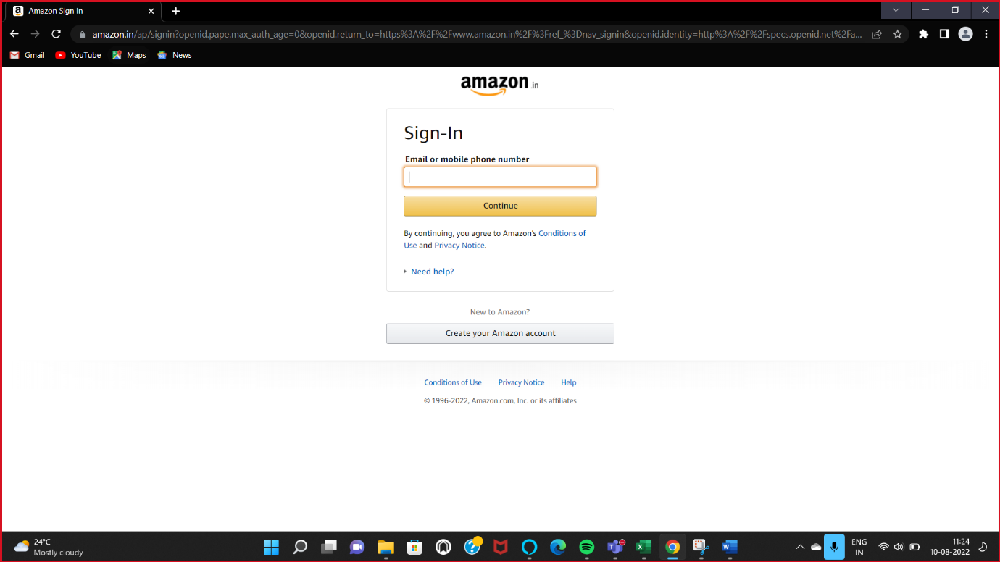 Amazon Sign In
amazon.in/ap/signin?openid.pape.max_auth_age=0&openid.return_to=https%3A%2F%2Fwww.amazon.in%2F%3Fref_%3Dnav_signin&openid.identity=http%3A%2F%2Fspecs.openid.net%2Fa...
Gmail YouTube Maps News
amazon.in
Sign-In
Email or mobile phone number
Continue
By continuing, you agree to Amazon's Conditions of
Use and Privacy Notice.
Need help?
New to Amazon?
Create your Amazon account
Conditions of Use Privacy Notice Help
© 1996-2022, Amazon.com, Inc. or its affiliates
24°C
Mostly cloudy
ENG
IN
11:24
10-08-2022